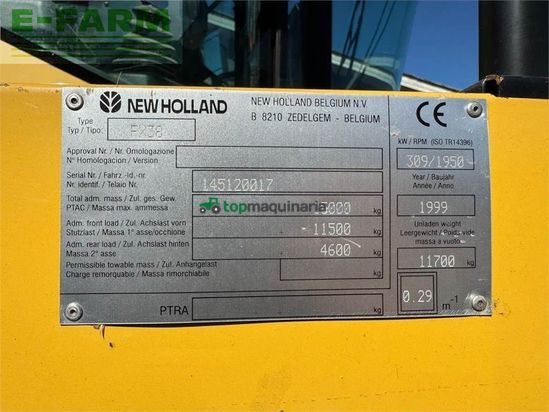 E-FARM
NEW HOLLAND
NEW HOLLAND BELGIUM N.V.
B 8210 ZEDELGEM - BELGIUM
CE
Type
Typ / Tipo:
FX38
kW / RPM (ISO TR14396)
309/1950
Approval Nr. / Nr. Omologazione
N° Homologacion / Version
Serial Nr. / Fahrz.-Id.-nr.
Nr. identif. / Telaio Nr.
145120017
Year / Baujahr
Année / Anno
1999
Total adm. mass / Zul. ges. Gew.
PTAC / Massa max. ammessa
kg
topmaquinaria
Adm. front load / Zul. Achslast vorn
Stutzlast / Massa 1° asse/occhione
- 11500 kg
Unladen weight
Leergewicht / Poids vide
massa a vuoto
11700 kg
Adm. rear load / Zul. Achslast hinten
Massa 2° asse
4600 kg
Permissible towable mass / Zul. Anhangelast
Charge remorquable / Massa rimorchiabile
kg
PTRA
kg
0.29 m-1